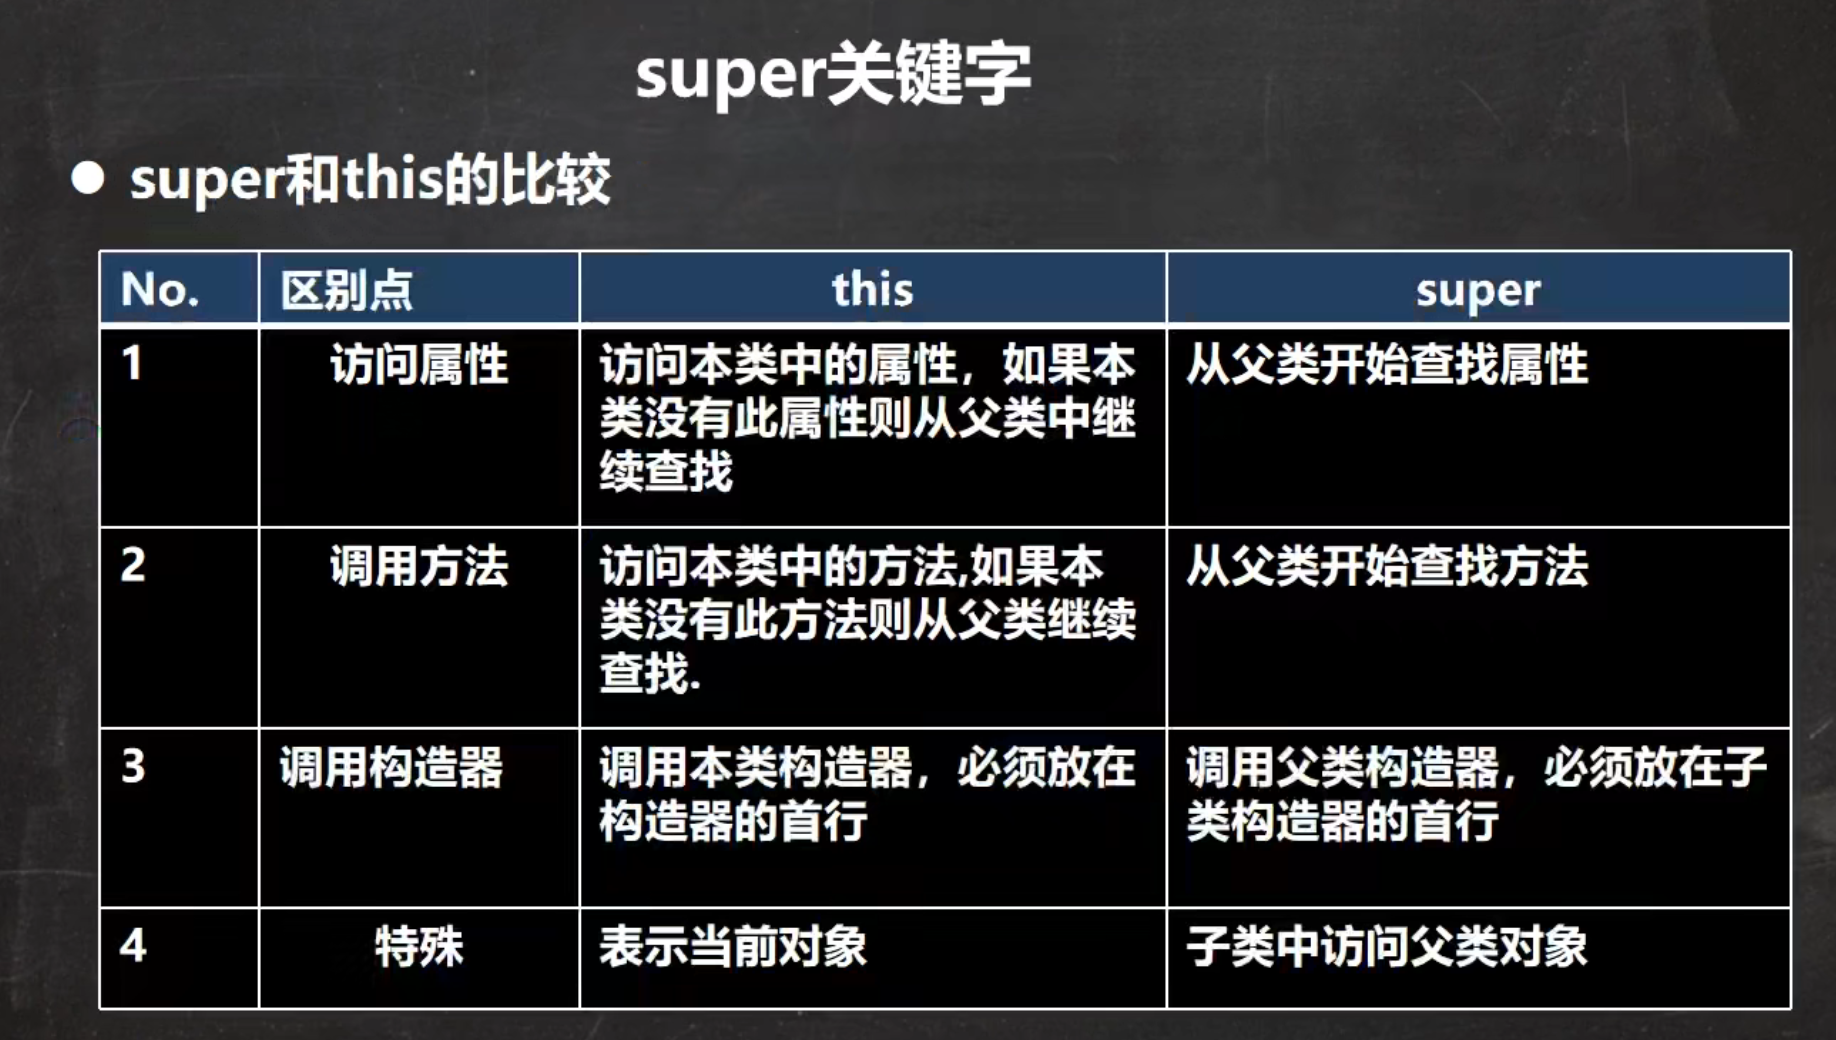 super关键字
super和this的比较
No. 区别点 this super
1 访问属性 访问本类中的属性，如果本 从父类开始查找属性
类没有此属性则从父类中继
续查找
2 调用方法 访问本类中的方法,如果本 从父类开始查找方法
类没有此方法则从父类继续
查找.
3 调用构造器 调用本类构造器，必须放在 调用父类构造器，必须放在子
构造器的首行 类构造器的首行
4 特殊 表示当前对象 子类中访问父类对象